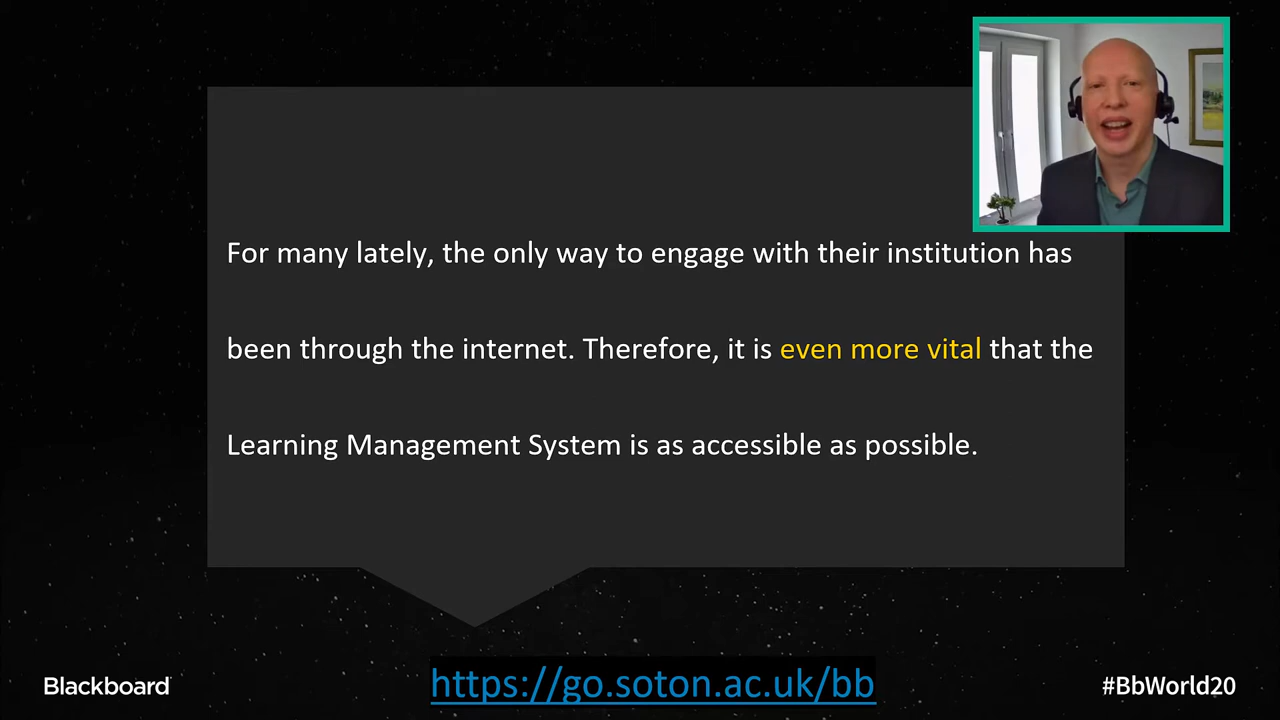 For many lately, the only way to engage with their institution has
been through the internet. Therefore, it is even more vital that the
Learning Management System is as accessible as possible.
Blackboard
https://go.soton.ac.uk/bb
#BbWorld20